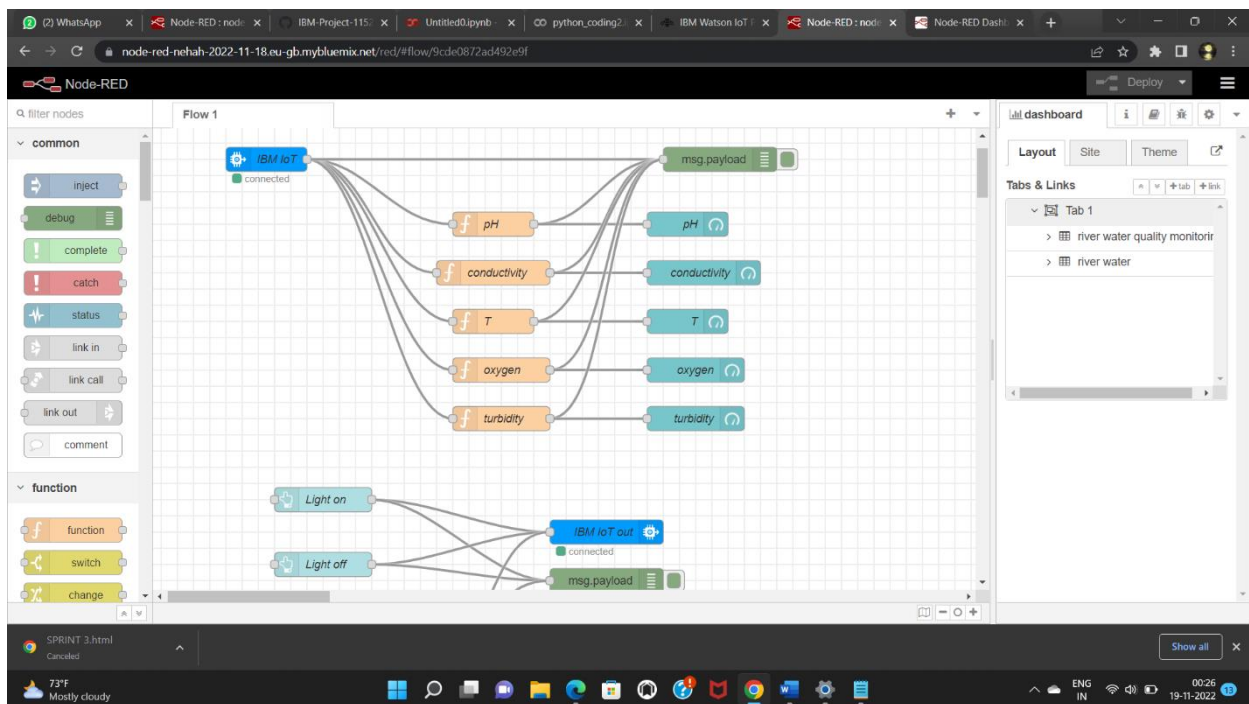 (2) WhatsApp
Node-RED : node
IBM-Project-1152
Untitled0.ipynb -
python_coding2.i
IBM Watson IoT P
Node-RED : node
Node-RED Dashb
node-red-nehah-2022-11-18.eu-gb.mybluemix.net/red/#flow/9cde0872ad492e9f
Node-RED
Deploy
filter nodes
Flow 1
dashboard
i
common
inject
debug
complete
catch
status
link in
link call
link out
comment
function
function
switch
change
IBM IoT
connected
msg.payload
f pH
pH
f conductivity
conductivity
f T
T
f oxygen
oxygen
f turbidity
turbidity
Light on
Light off
IBM IoT out
connected
msg.payload
Layout
Site
Theme
Tabs & Links
+tab
+link
Tab 1
river water quality monitorin
river water
SPRINT 3.html
Canceled
Show all
73°F
Mostly cloudy
ENG
IN
00:26
19-11-2022
13